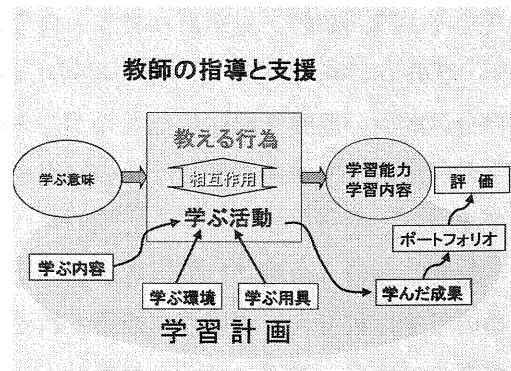 教師の指導と支援
教える行為
相互作用
学ぶ活動
学ぶ意味
学習能力
学習内容
評 価
ポートフォリオ
学ぶ内容
学ぶ環境
学ぶ用具
学んだ成果
学習計画